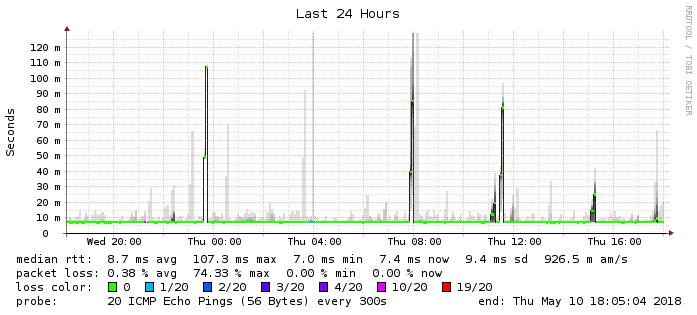 Last 24 Hours
RRDTOOL / TOBI OETIKER
Seconds
120 m
110 m
100 m
90 m
80 m
70 m
60 m
50 m
40 m
30 m
20 m
10 m
0
Wed 20:00 Thu 00:00 Thu 04:00 Thu 08:00 Thu 12:00 Thu 16:00
median rtt: 8.7 ms avg 107.3 ms max 7.0 ms min 7.4 ms now 9.4 ms sd 926.5 m am/s
packet loss: 0.38 % avg 74.33 % max 0.00 % min 0.00 % now
loss color: 0 1/20 2/20 3/20 4/20 10/20 19/20
probe: 20 ICMP Echo Pings (56 Bytes) every 300s end: Thu May 10 18:05:04 2018